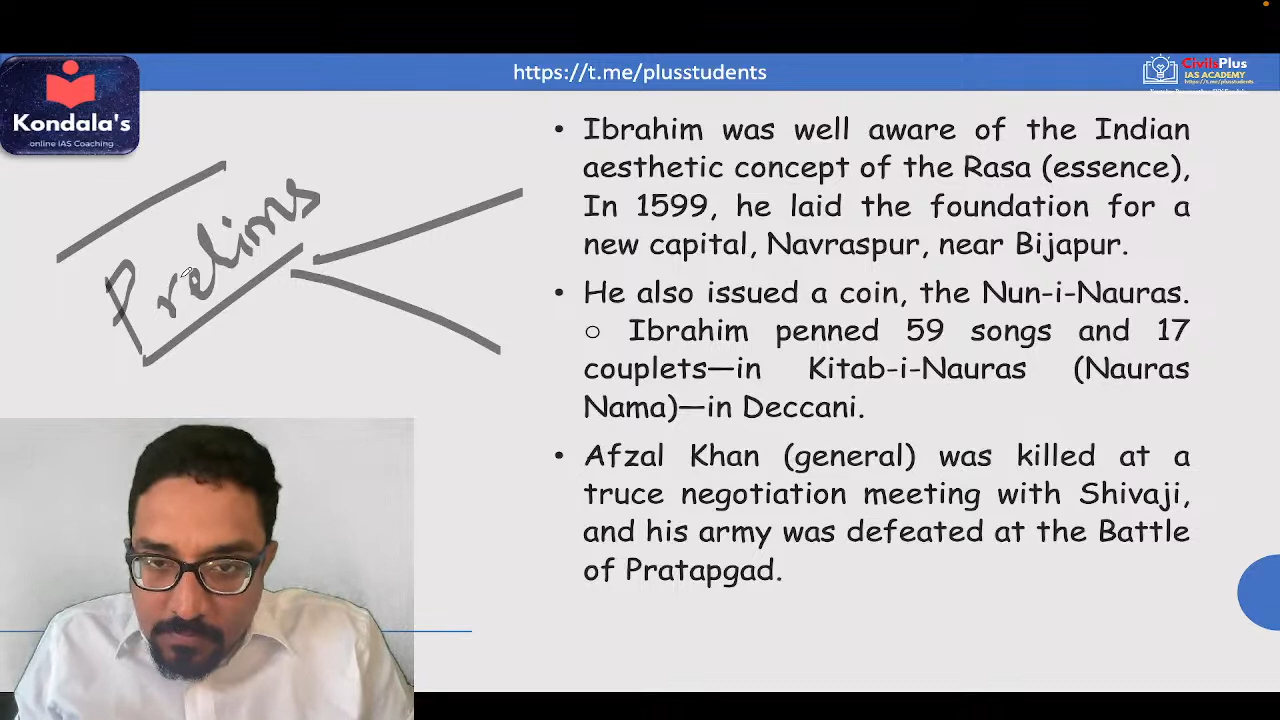 https://t.me/plusstudents
CivilsPlus
IAS ACADEMY
https://t.me/plusstudents
Kondala's
online IAS Coaching
Prelims
• Ibrahim was well aware of the Indian
aesthetic concept of the Rasa (essence),
In 1599, he laid the foundation for a
new capital, Navraspur, near Bijapur.
• He also issued a coin, the Nun-i-Nauras.
○ Ibrahim penned 59 songs and 17
couplets—in Kitab-i-Nauras (Nauras
Nama)—in Deccani.
• Afzal Khan (general) was killed at a
truce negotiation meeting with Shivaji,
and his army was defeated at the Battle
of Pratapgad.